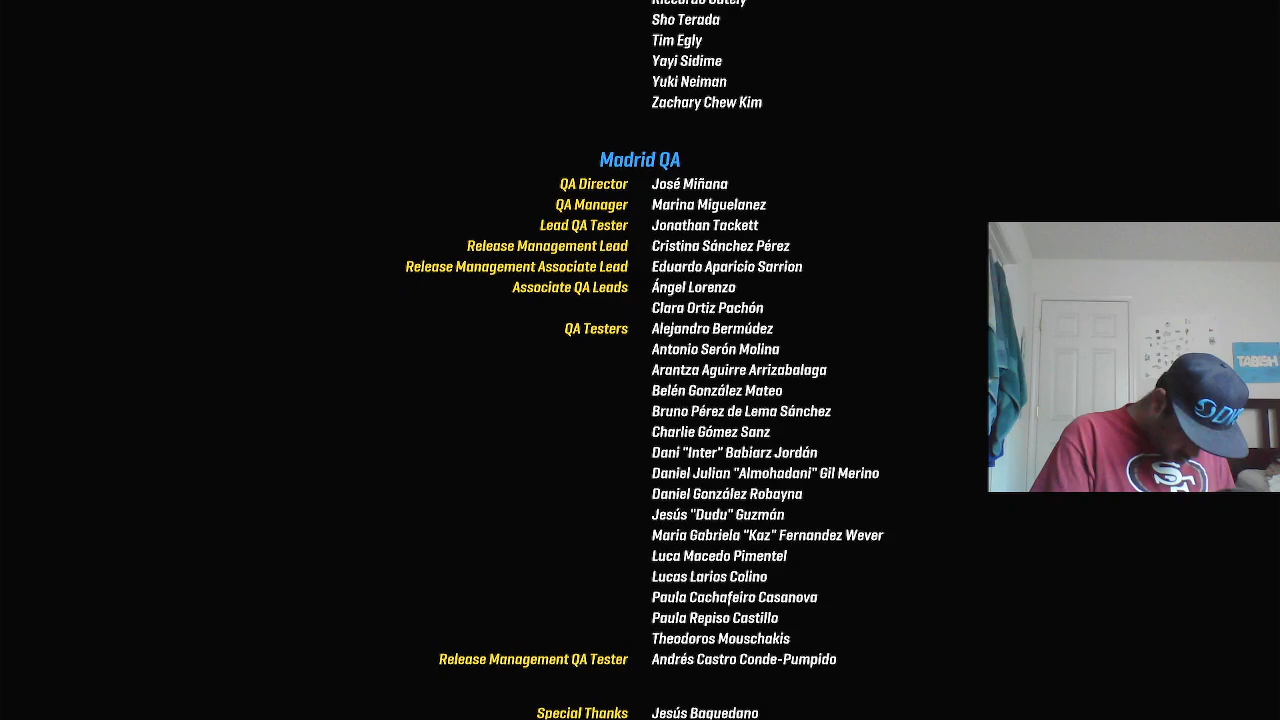 Sho Terada
Tim Egly
Yayi Sidime
Yuki Neiman
Zachary Chew Kim
Madrid QA
QA Director José Miñana
QA Manager Marina Miguelanez
Lead QA Tester Jonathan Tackett
Release Management Lead Cristina Sánchez Pérez
Release Management Associate Lead Eduardo Aparicio Sarrion
Associate QA Leads Ángel Lorenzo
Clara Ortiz Pachón
QA Testers Alejandro Bermúdez
Antonio Serón Molina
Arantza Aguirre Arrizabalaga
Belén González Mateo
Bruno Pérez de Lema Sánchez
Charlie Gómez Sanz
Dani "Inter" Babiarz Jordán
Daniel Julian "Almohadani" Gil Merino
Daniel González Robayna
Jesús "Dudu" Guzmán
Maria Gabriela "Kaz" Fernandez Wever
Luca Macedo Pimentel
Lucas Larios Colino
Paula Cachafeiro Casanova
Paula Repiso Castillo
Theodoros Mouschakis
Release Management QA Tester Andrés Castro Conde-Pumpido
Special Thanks Jesús Baquedano
TABISH
SF